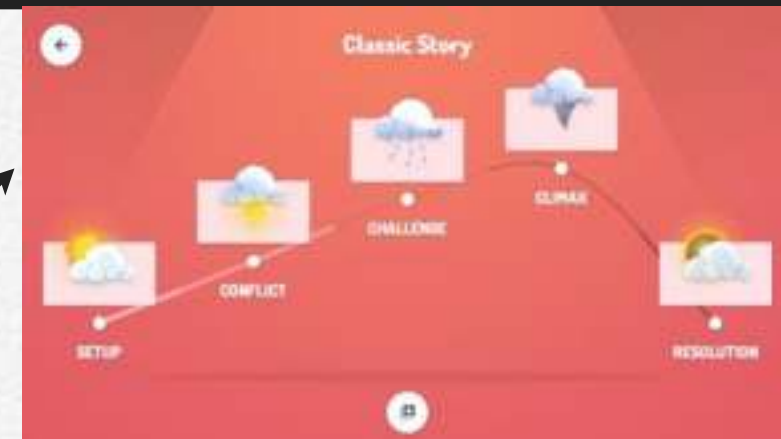 Classic Story
SETUP
CONFLICT
CHALLENGE
CLIMAX
RESOLUTION